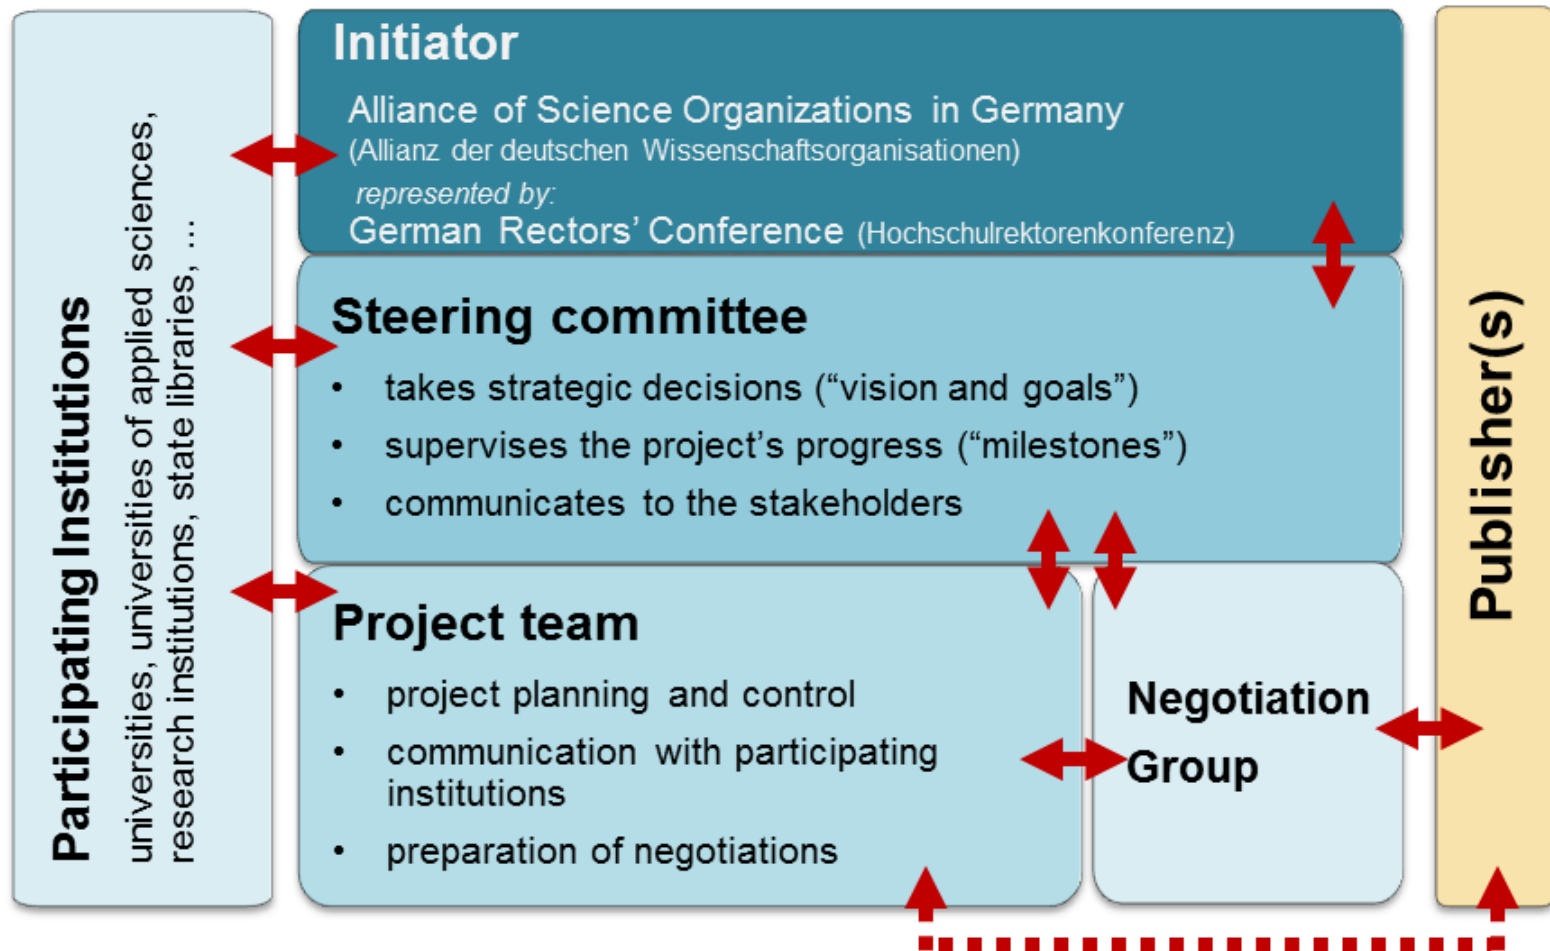 Participating Institutions
universities, universities of applied sciences,
research institutions, state libraries, ...
Initiator
Alliance of Science Organizations in Germany
(Allianz der deutschen Wissenschaftsorganisationen)
represented by:
German Rectors’ Conference (Hochschulrektorenkonferenz)
Steering committee
• takes strategic decisions (“vision and goals”)
• supervises the project’s progress (“milestones”)
• communicates to the stakeholders
Project team
• project planning and control
• communication with participating
institutions
• preparation of negotiations
Negotiation
Group
Publisher(s)